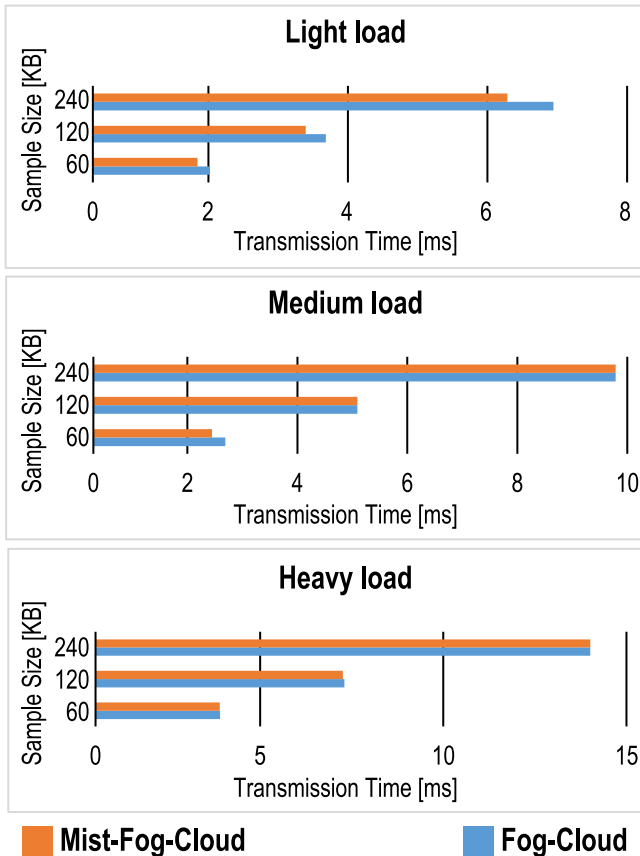 Light load
Sample Size [KB]
240
120
60
0 2 4 6 8
Transmission Time [ms]
Medium load
Sample Size [KB]
240
120
60
0 2 4 6 8 10
Transmission Time [ms]
Heavy load
Sample Size [KB]
240
120
60
0 5 10 15
Transmission Time [ms]
Mist-Fog-Cloud Fog-Cloud